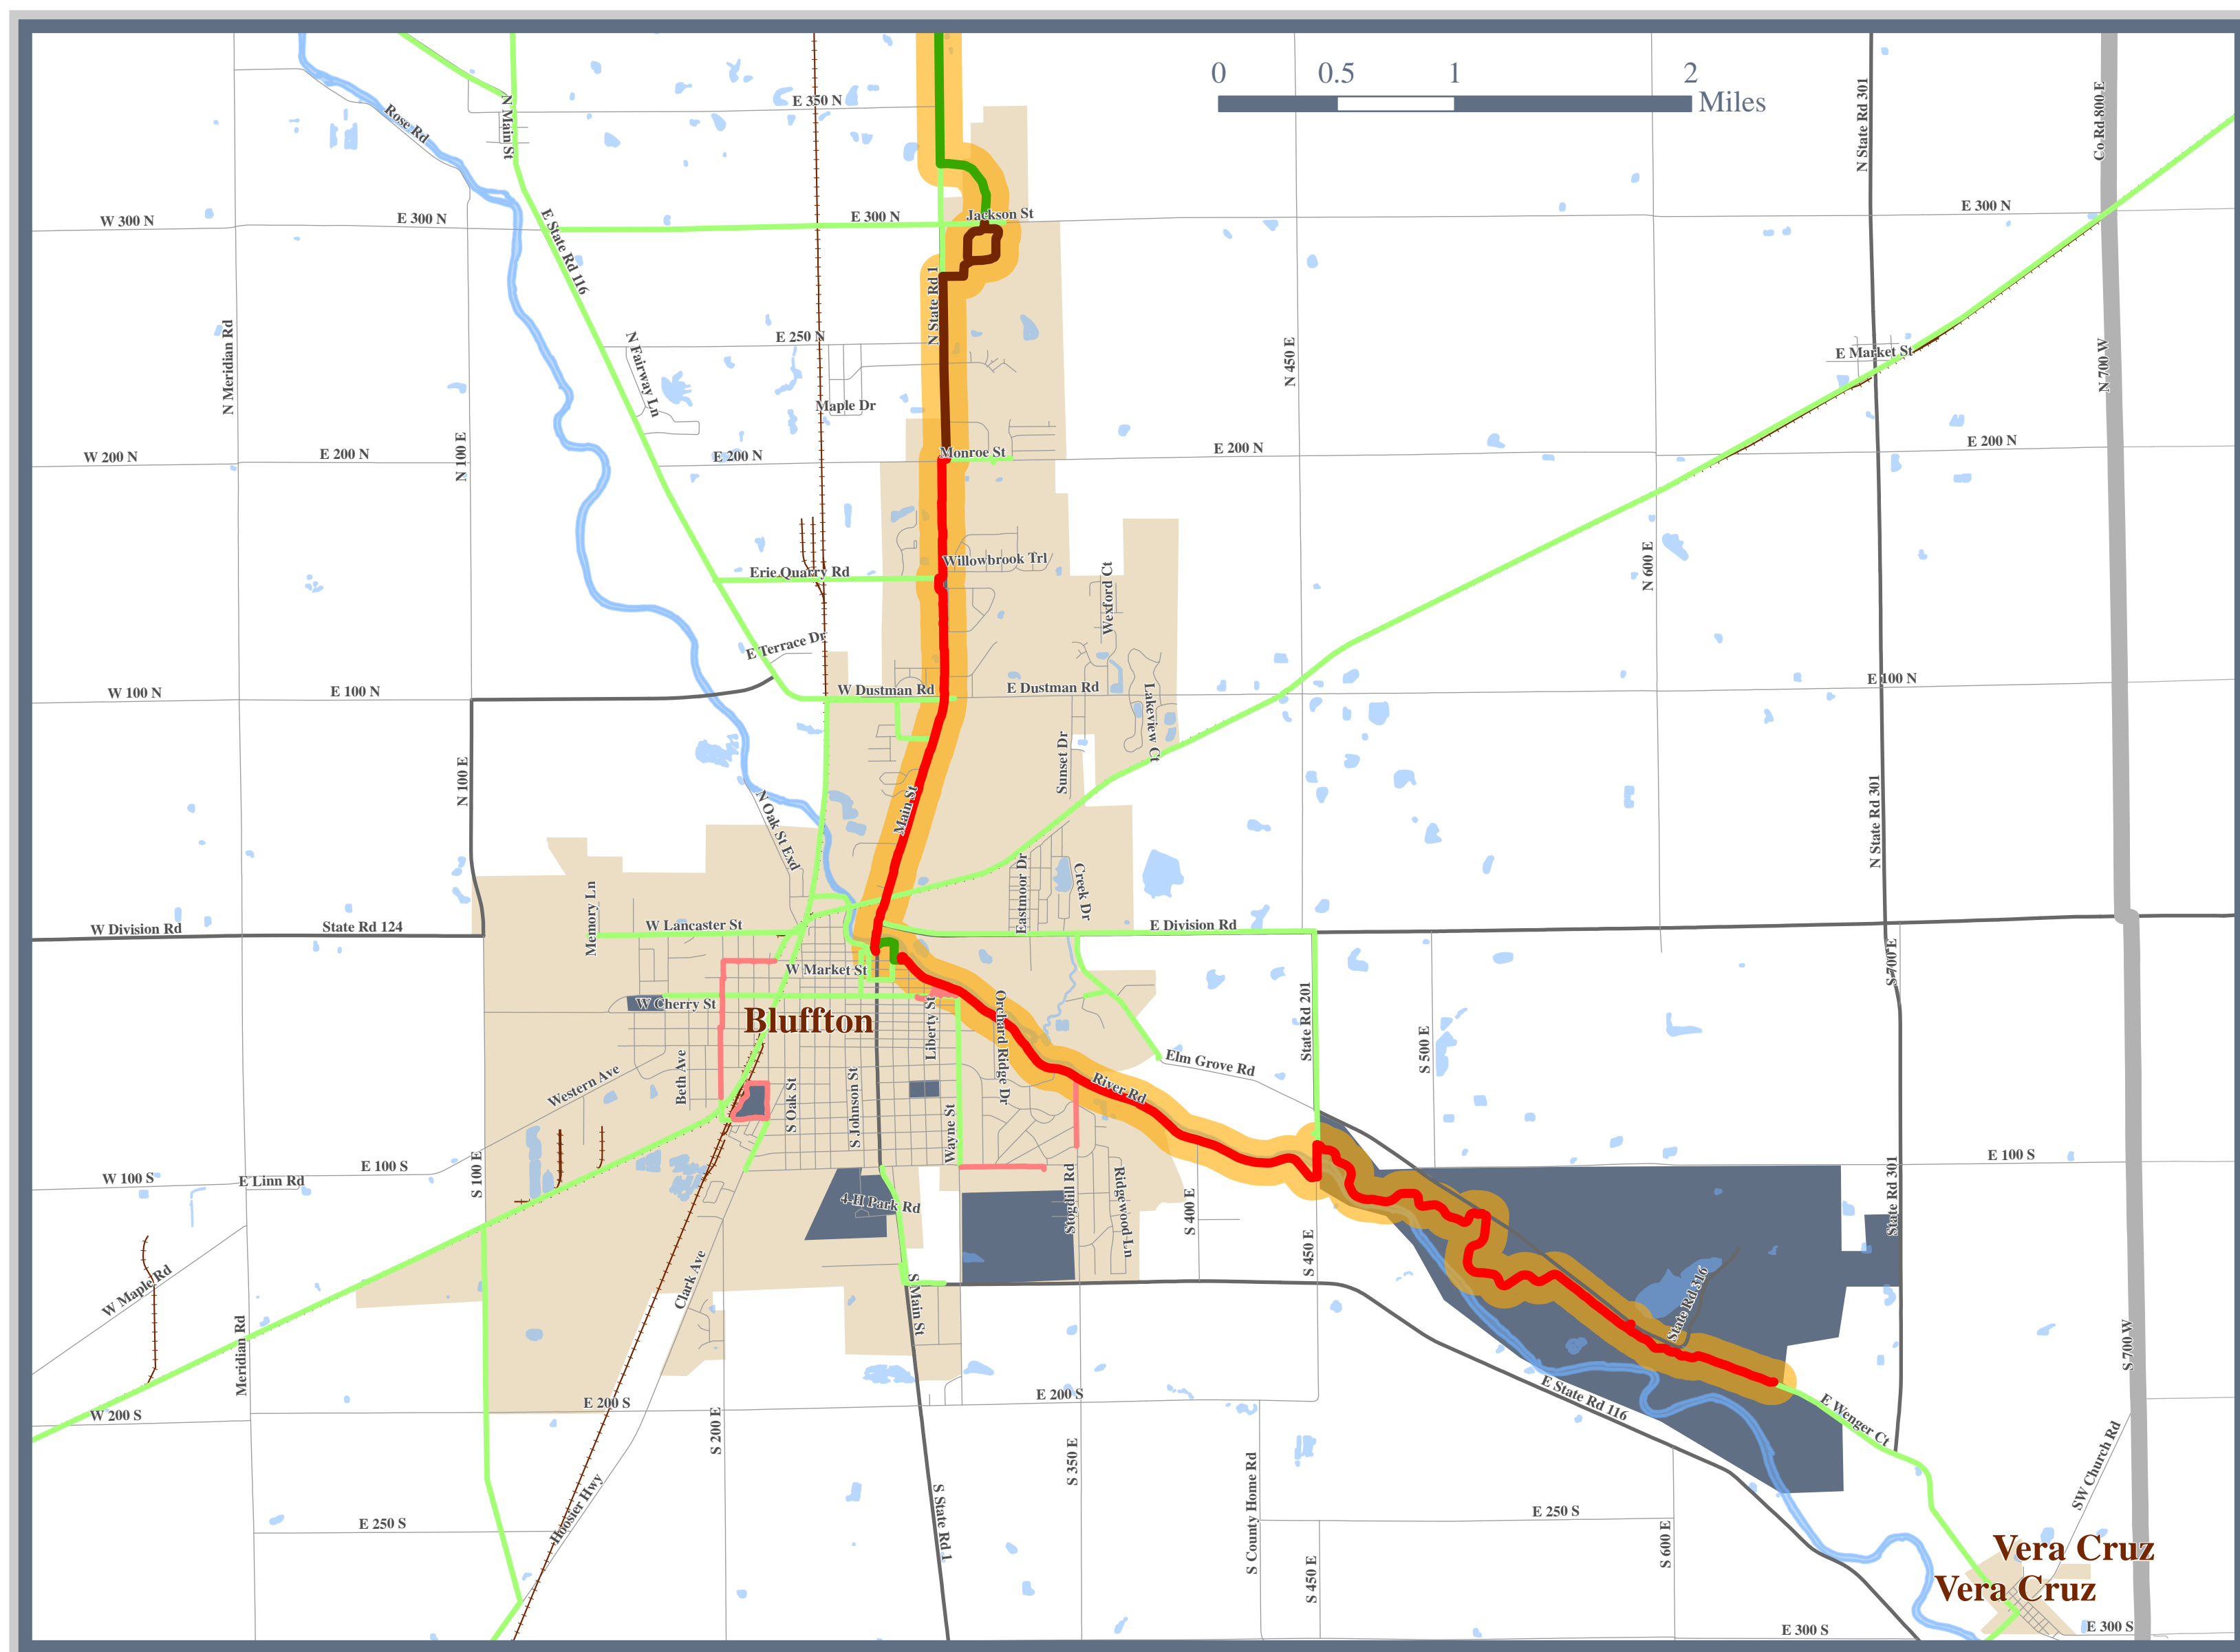 0 0.5 1 2
Miles
E 350 N
N Main St
Rose Rd
N State Rd 301
Co Rd 800 E
W 300 N
E 300 N
E 300 N
Jackson St
E 300 N
E State Rd 116
N State Rd 1
N Meridian Rd
N Fairway Ln
E 250 N
N 450 E
E Market St
N 700 W
Maple Dr
W 200 N
E 200 N
N 100 E
E 200 N
Monroe St
E 200 N
E 200 N
Erie Quarry Rd
Willowbrook Trl
Wexford Ct
N 600 E
E Terrace Dr
W 100 N
E 100 N
W Dustman Rd
E Dustman Rd
E 100 N
Lakeview Ct
Sunset Dr
N 100 E
N Oak St Exd
Main St
N State Rd 301
Memory Ln
Eastmoor Dr
Creek Dr
W Division Rd
State Rd 124
W Lancaster St
E Division Rd
W Market St
S 700 E
W Cherry St
Bluffton
Liberty St
Orchard Ridge Dr
State Rd 201
S 500 E
Elm Grove Rd
River Rd
Western Ave
Beth Ave
S Oak St
S Johnson St
Wayne St
W 100 S
E Linn Rd
E 100 S
S 100 E
4-H Park Rd
Stogdill Rd
Ridgewood Ln
S 400 E
S 450 E
E 100 S
State Rd 301
W Maple Rd
Clark Ave
S Main St
State Rd 316
Meridian Rd
S 700 W
W 200 S
E 200 S
E 200 S
E State Rd 116
E Wenger Ct
S 200 E
S 350 E
S County Home Rd
SW Church Rd
Hoosier Hwy
E 250 S
S State Rd 1
S 450 E
E 250 S
S 600 E
Vera Cruz
Vera Cruz
E 300 S
E 300 S